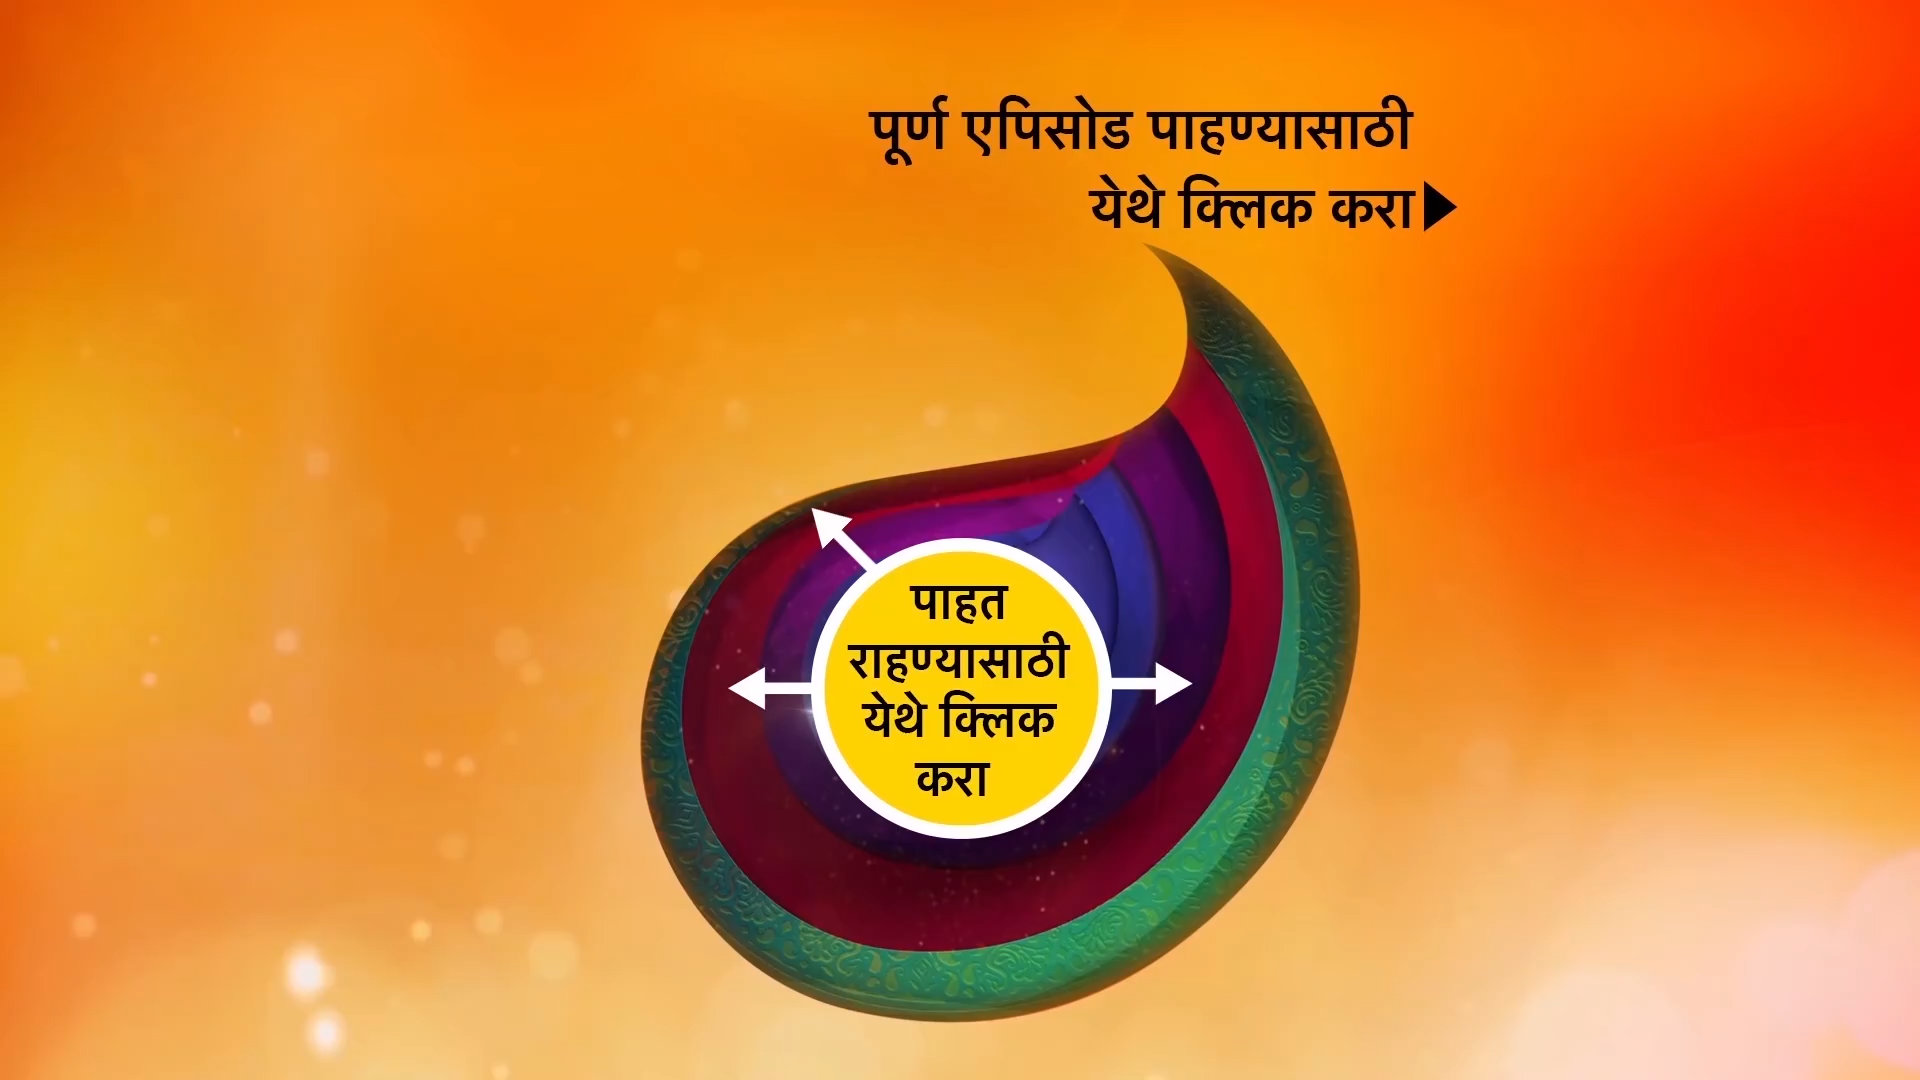 पूर्ण एपिसोड पाहण्यासाठी
येथे क्लिक करा
पाहत
राहण्यासाठी
येथे क्लिक
करा